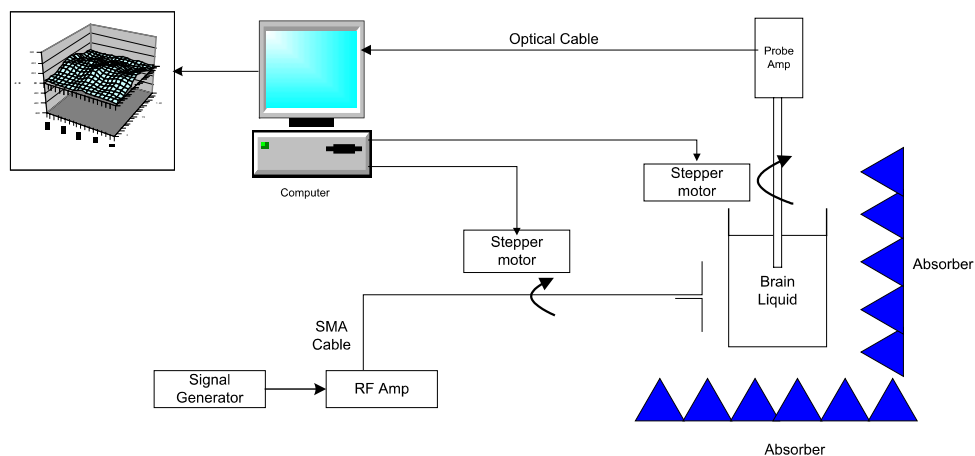 Optical Cable
Probe
Amp
Computer
Stepper
motor
Stepper
motor
Brain
Liquid
Absorber
SMA
Cable
Signal
Generator
RF Amp
Absorber